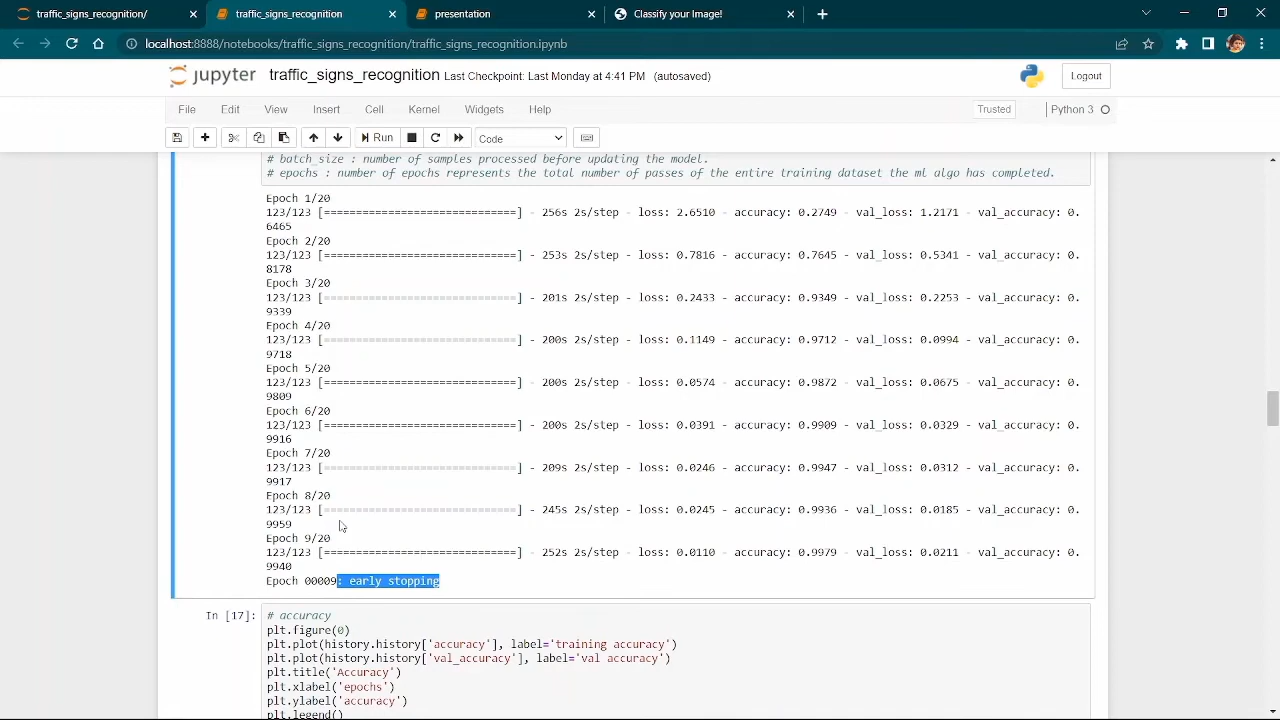 traffic_signs_recognition/
traffic_signs_recognition
presentation
Classify your Image!
localhost:8888/notebooks/traffic_signs_recognition/traffic_signs_recognition.ipynb
jupyter traffic_signs_recognition Last Checkpoint: Last Monday at 4:41 PM (autosaved)
Logout
File Edit View Insert Cell Kernel Widgets Help
Trusted
Python 3
Run
Code
# batch_size : number of samples processed before updating the model.
# epochs : number of epochs represents the total number of passes of the entire training dataset the ml algo has completed.
Epoch 1/20
123/123 [==============================] - 256s 2s/step - loss: 2.6510 - accuracy: 0.2749 - val_loss: 1.2171 - val_accuracy: 0.
6465
Epoch 2/20
123/123 [==============================] - 253s 2s/step - loss: 0.7816 - accuracy: 0.7645 - val_loss: 0.5341 - val_accuracy: 0.
8178
Epoch 3/20
123/123 [==============================] - 201s 2s/step - loss: 0.2433 - accuracy: 0.9349 - val_loss: 0.2253 - val_accuracy: 0.
9339
Epoch 4/20
123/123 [==============================] - 200s 2s/step - loss: 0.1149 - accuracy: 0.9712 - val_loss: 0.0994 - val_accuracy: 0.
9718
Epoch 5/20
123/123 [==============================] - 200s 2s/step - loss: 0.0574 - accuracy: 0.9872 - val_loss: 0.0675 - val_accuracy: 0.
9809
Epoch 6/20
123/123 [==============================] - 200s 2s/step - loss: 0.0391 - accuracy: 0.9909 - val_loss: 0.0329 - val_accuracy: 0.
9916
Epoch 7/20
123/123 [==============================] - 209s 2s/step - loss: 0.0246 - accuracy: 0.9947 - val_loss: 0.0312 - val_accuracy: 0.
9917
Epoch 8/20
123/123 [==============================] - 245s 2s/step - loss: 0.0245 - accuracy: 0.9936 - val_loss: 0.0185 - val_accuracy: 0.
9959
Epoch 9/20
123/123 [==============================] - 252s 2s/step - loss: 0.0110 - accuracy: 0.9979 - val_loss: 0.0211 - val_accuracy: 0.
9940
Epoch 00009: early stopping
In [17]:
# accuracy
plt.figure(0)
plt.plot(history.history['accuracy'], label='training accuracy')
plt.plot(history.history['val_accuracy'], label='val accuracy')
plt.title('Accuracy')
plt.xlabel('epochs')
plt.ylabel('accuracy')
plt.legend()